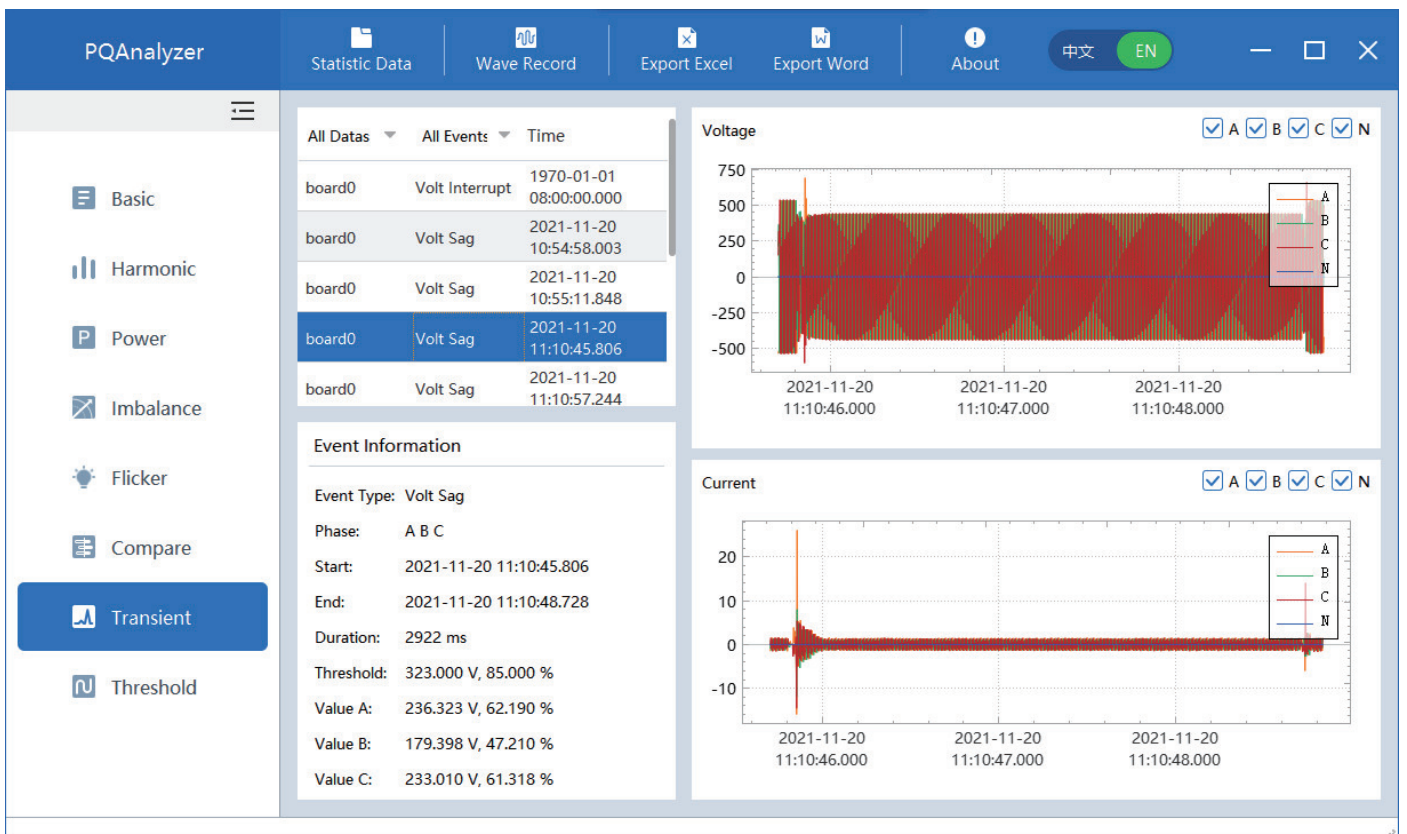 PQAnalyzer
Statistic Data
Wave Record
Export Excel
Export Word
About
中文 EN
Basic
Harmonic
P Power
Imbalance
Flicker
Compare
Transient
Threshold
All Datas All Events Time
board0 Volt Interrupt 1970-01-01
08:00:00.000
board0 Volt Sag 2021-11-20
10:54:58.003
board0 Volt Sag 2021-11-20
10:55:11.848
board0 Volt Sag 2021-11-20
11:10:45.806
board0 Volt Sag 2021-11-20
11:10:57.244
Event Information
Event Type: Volt Sag
Phase: A B C
Start: 2021-11-20 11:10:45.806
End: 2021-11-20 11:10:48.728
Duration: 2922 ms
Threshold: 323.000 V, 85.000 %
Value A: 236.323 V, 62.190 %
Value B: 179.398 V, 47.210 %
Value C: 233.010 V, 61.318 %
Voltage A B C N
750
500
250
0
-250
-500
A
B
C
N
2021-11-20 2021-11-20 2021-11-20
11:10:46.000 11:10:47.000 11:10:48.000
Current A B C N
20
10
0
-10
A
B
C
N
2021-11-20 2021-11-20 2021-11-20
11:10:46.000 11:10:47.000 11:10:48.000